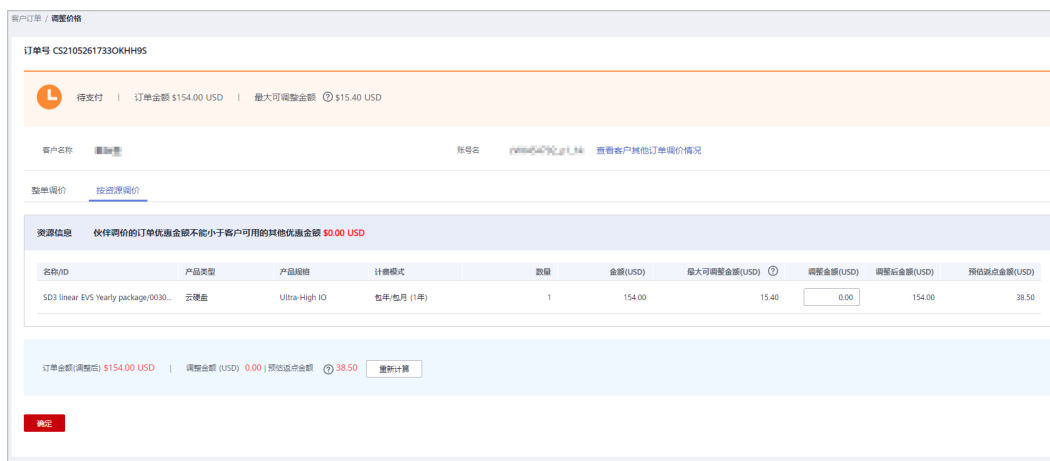 客户订单 / 调整价格
订单号 CS2105261733OKHH9S
待支付 | 订单金额 $154.00 USD | 最大可调整金额 ? $15.40 USD
客户名称 账号名 查看客户其他订单调价情况
整单调价 按资源调价
资源信息 伙伴调价的订单优惠金额不能小于客户可用的其他优惠金额 $0.00 USD
名称/ID 产品类型 产品规格 计费模式 数量 金额(USD) 最大可调整金额(USD) ? 调整金额(USD) 调整后金额(USD) 预估返点金额(USD)
SD3 linear EVS Yearly package/0030... 云硬盘 Ultra-High IO 包年/包月 (1年) 1 154.00 15.40 0.00 154.00 38.50
订单金额(调整后) $154.00 USD | 调整金额 (USD) 0.00 | 预估返点金额 ? 38.50 重新计算
确定